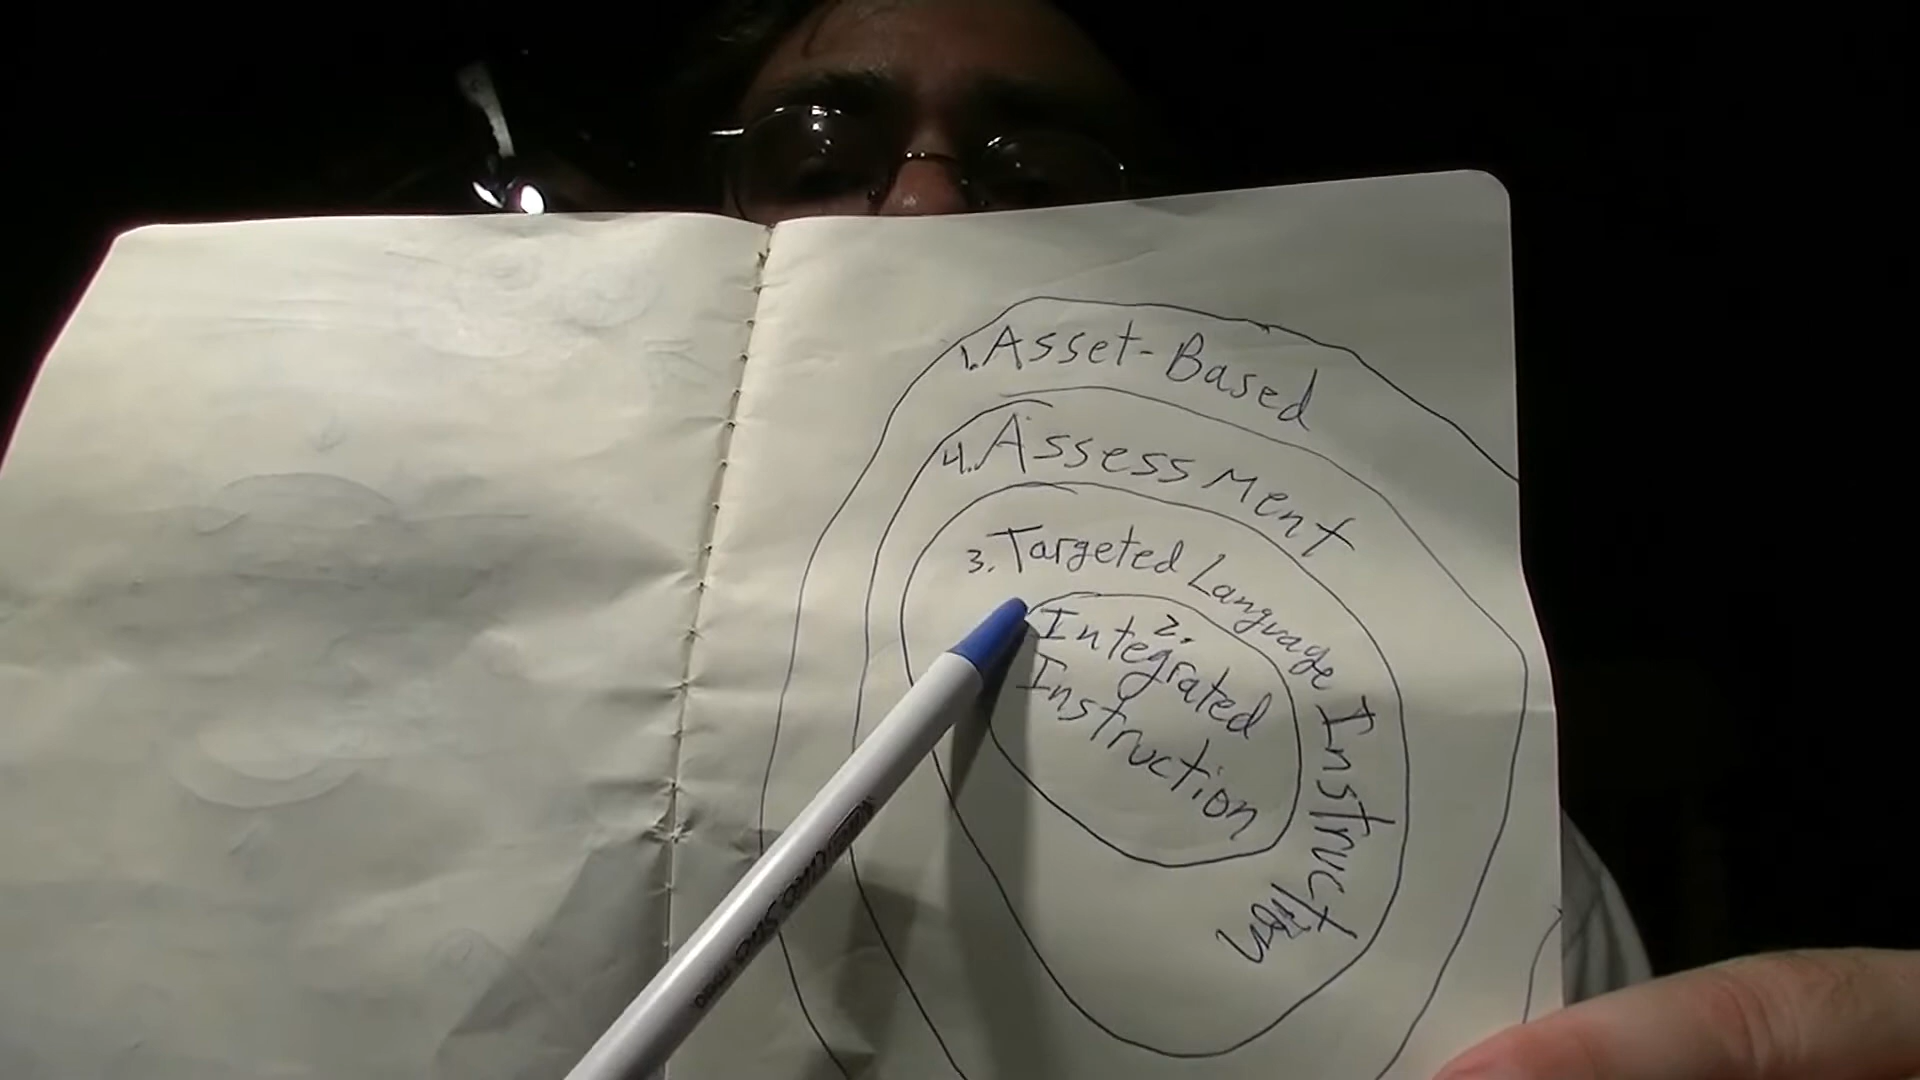 1. Asset-Based
4. Assessment
3. Targeted Language Instruction
2.
Integrated
Instruction